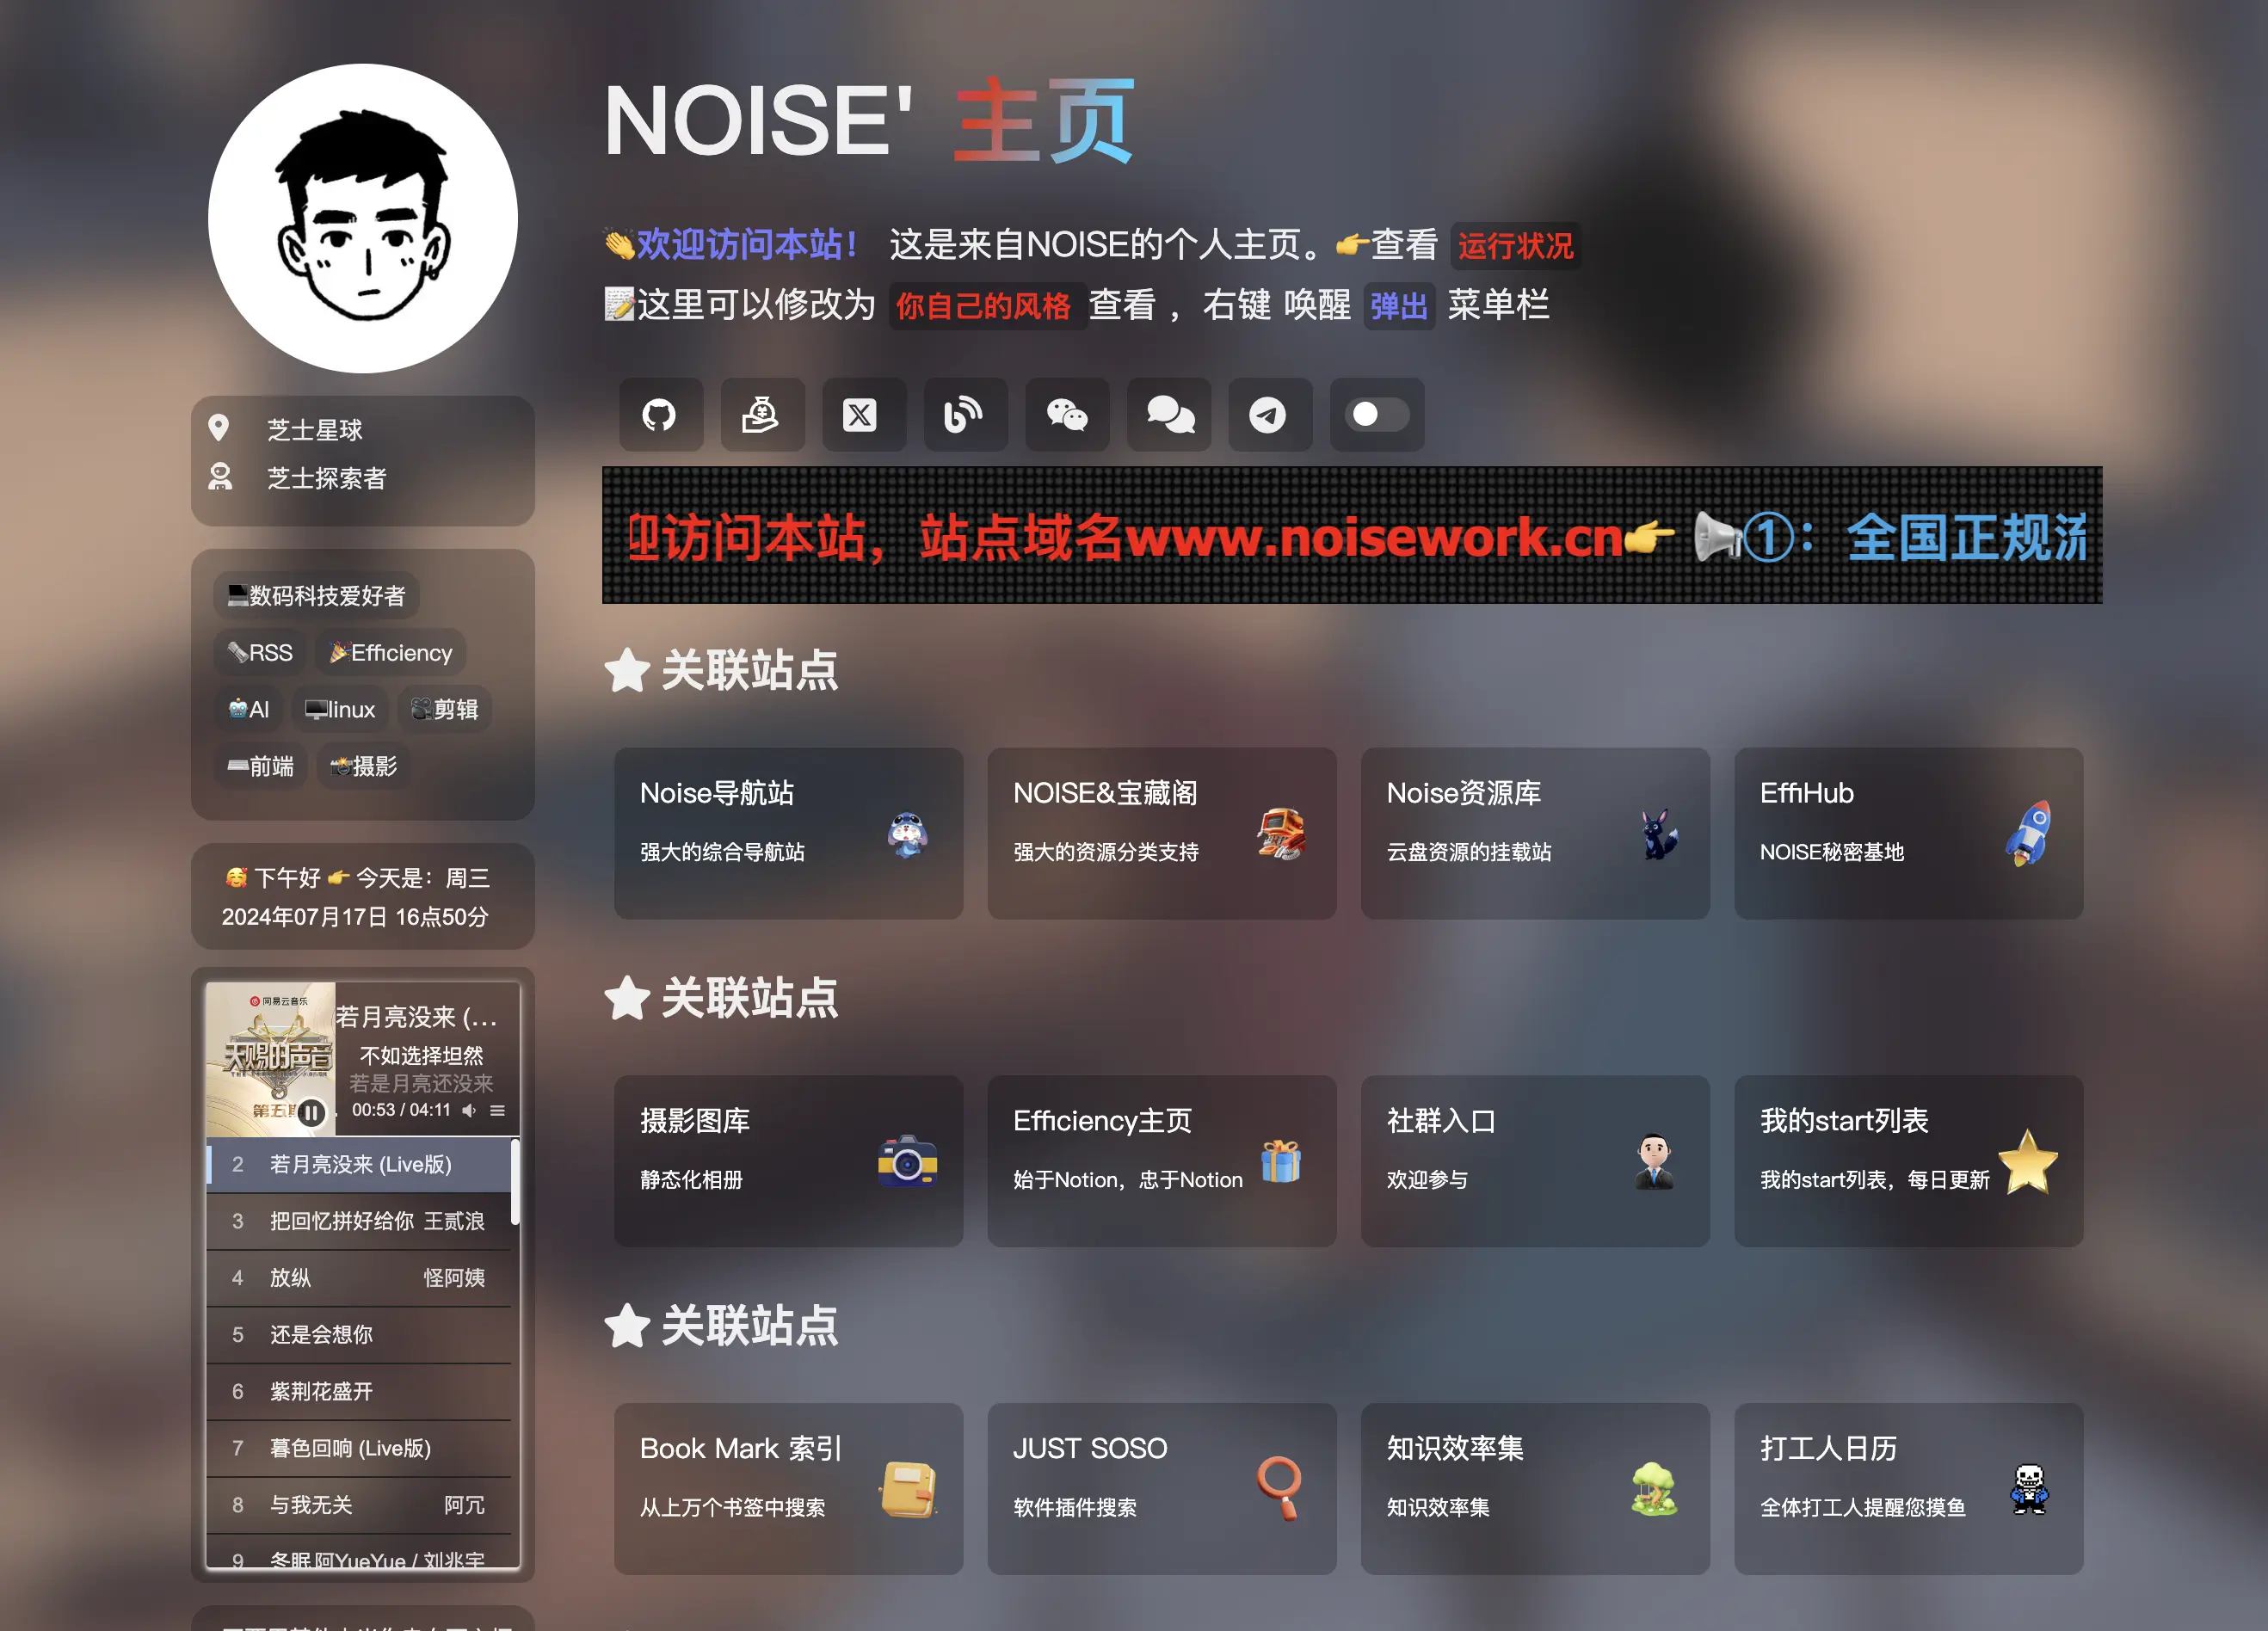 NOISE' 主页
👏欢迎访问本站！ 这是来自NOISE的个人主页。👉查看 运行状况
📝这里可以修改为 你自己的风格 查看 ，右键 唤醒 弹出 菜单栏
芝士星球
芝士探索者
迎访问本站，站点域名www.noisework.cn👉 📢①：全国正规流
💻数码科技爱好者
🗞️RSS 🎉Efficiency
🤖AI 🖥️linux 🎥剪辑
⌨️前端 📸摄影
🥰 下午好 👉 今天是：周三
2024年07月17日 16点50分
网易云音乐
天赐的声音
第五期
若月亮没来 (...
不如选择坦然
若是月亮还没来
00:53 / 04:11
2 若月亮没来 (Live版)
3 把回忆拼好给你 王贰浪
4 放纵 怪阿姨
5 还是会想你
6 紫荆花盛开
7 暮色回响 (Live版)
8 与我无关 阿冗
9 冬眠 阿YueYue / 刘兆宇
关联站点
Noise导航站
强大的综合导航站
NOISE&宝藏阁
强大的资源分类支持
Noise资源库
云盘资源的挂载站
EffiHub
NOISE秘密基地
关联站点
摄影图库
静态化相册
Efficiency主页
始于Notion，忠于Notion
社群入口
欢迎参与
我的start列表
我的start列表，每日更新
关联站点
Book Mark 索引
从上万个书签中搜索
JUST SOSO
软件插件搜索
知识效率集
知识效率集
打工人日历
全体打工人提醒您摸鱼